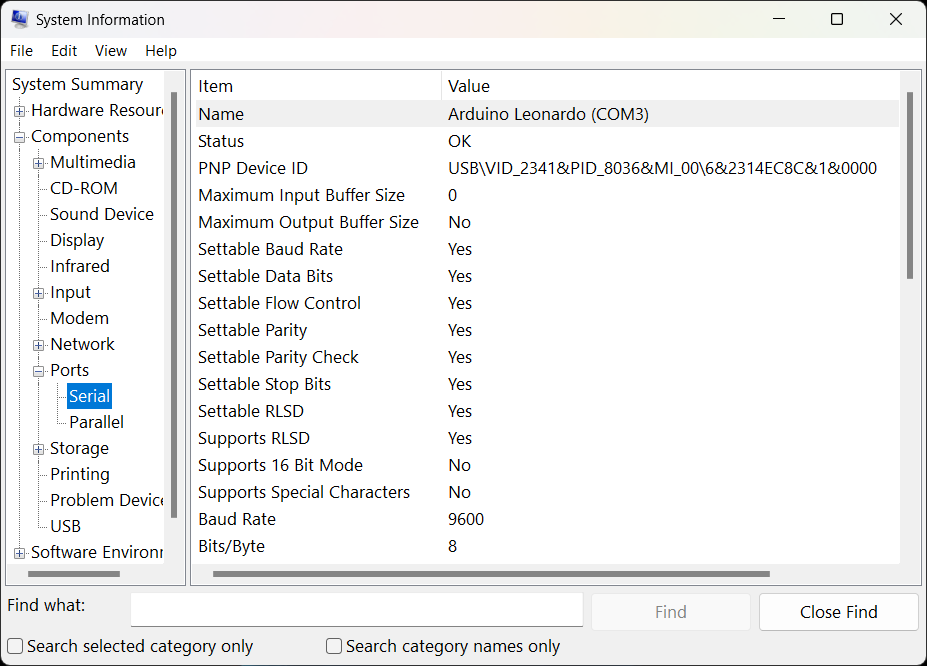 System Information
File Edit View Help
System Summary
Hardware Resour
Components
Multimedia
CD-ROM
Sound Device
Display
Infrared
Input
Modem
Network
Ports
Serial
Parallel
Storage
Printing
Problem Device
USB
Software Environm
Item Value
Name Arduino Leonardo (COM3)
Status OK
PNP Device ID USB\VID_2341&PID_8036&MI_00\6&2314EC8C&1&0000
Maximum Input Buffer Size 0
Maximum Output Buffer Size No
Settable Baud Rate Yes
Settable Data Bits Yes
Settable Flow Control Yes
Settable Parity Yes
Settable Parity Check Yes
Settable Stop Bits Yes
Settable RLSD Yes
Supports RLSD Yes
Supports 16 Bit Mode No
Supports Special Characters No
Baud Rate 9600
Bits/Byte 8
Find what:
Find
Close Find
Search selected category only
Search category names only